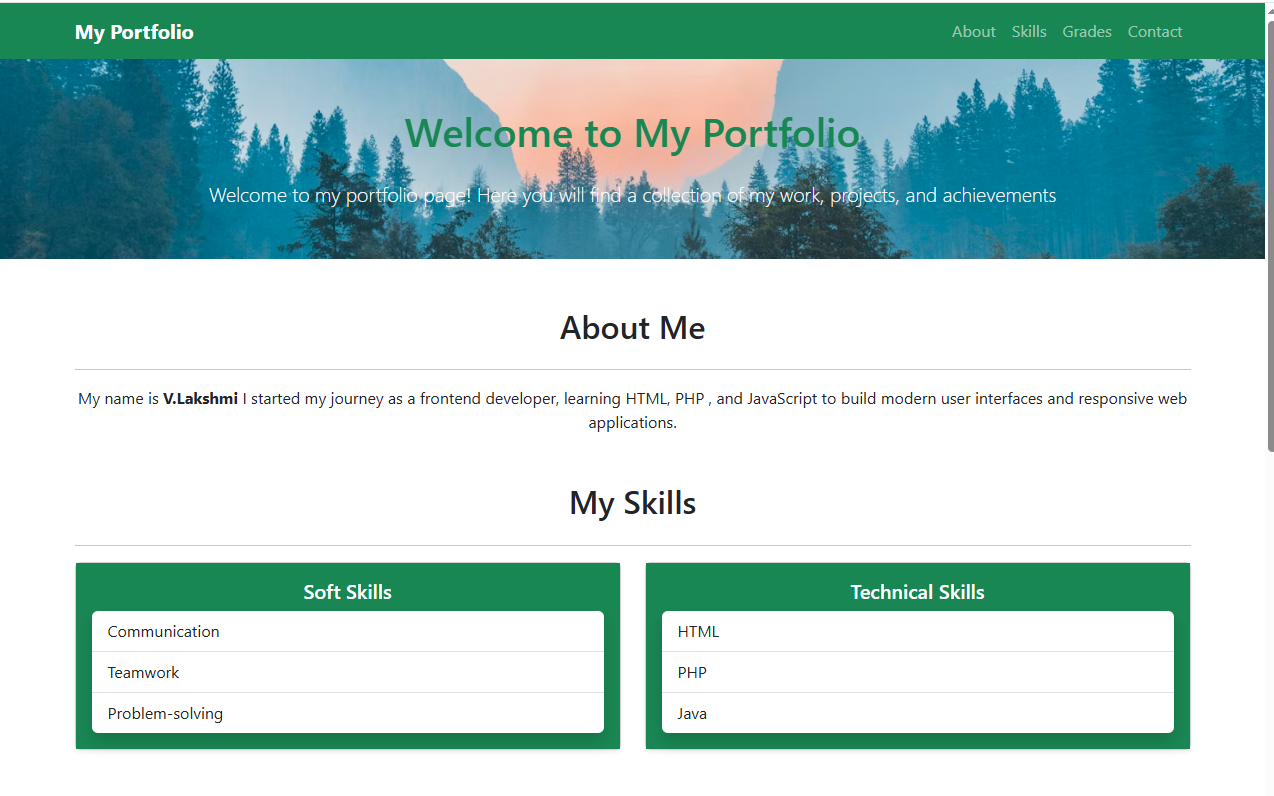 My Portfolio
About Skills Grades Contact
Welcome to My Portfolio
Welcome to my portfolio page! Here you will find a collection of my work, projects, and achievements
About Me
My name is V.Lakshmi I started my journey as a frontend developer, learning HTML, PHP , and JavaScript to build modern user interfaces and responsive web
applications.
My Skills
Soft Skills
Communication
Teamwork
Problem-solving
Technical Skills
HTML
PHP
Java